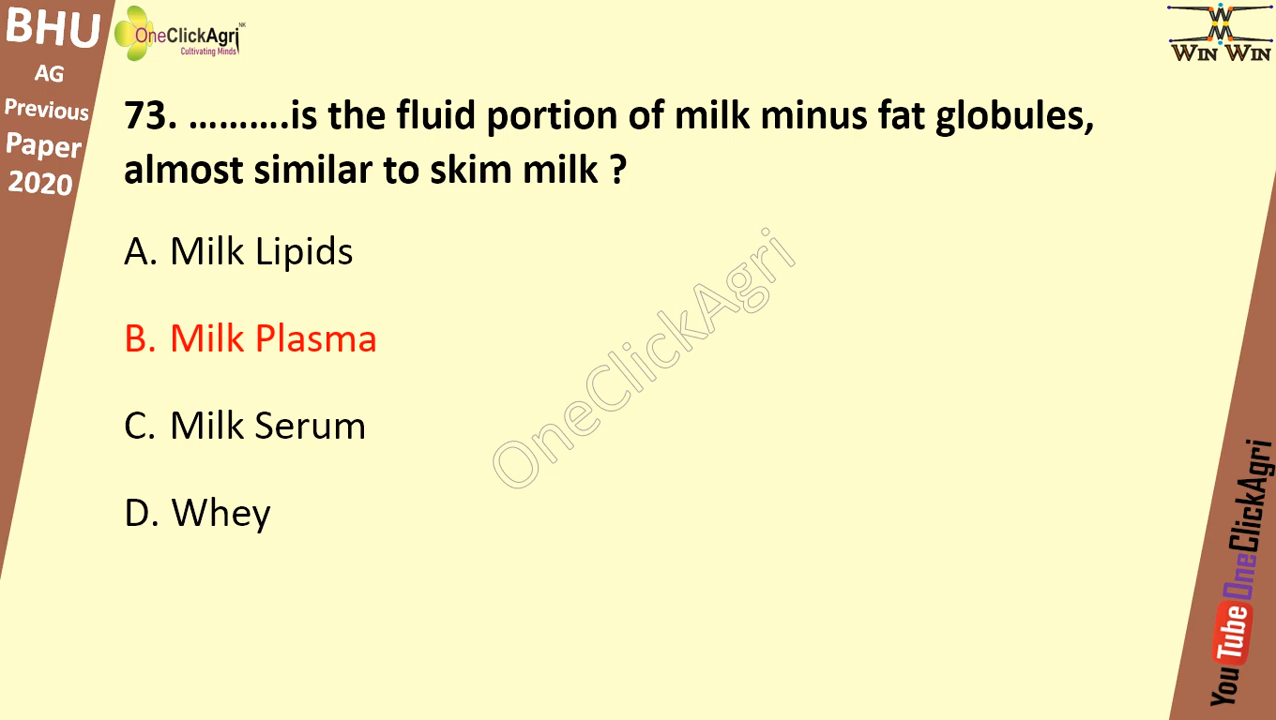 BHU
AG
Previous
Paper
2020
OneClickAgri NK
Cultivating Minds
WIN WIN
73. ……….is the fluid portion of milk minus fat globules,
almost similar to skim milk ?
A. Milk Lipids
B. Milk Plasma
C. Milk Serum
D. Whey
OneClickAgri
YouTube OneClickAgri